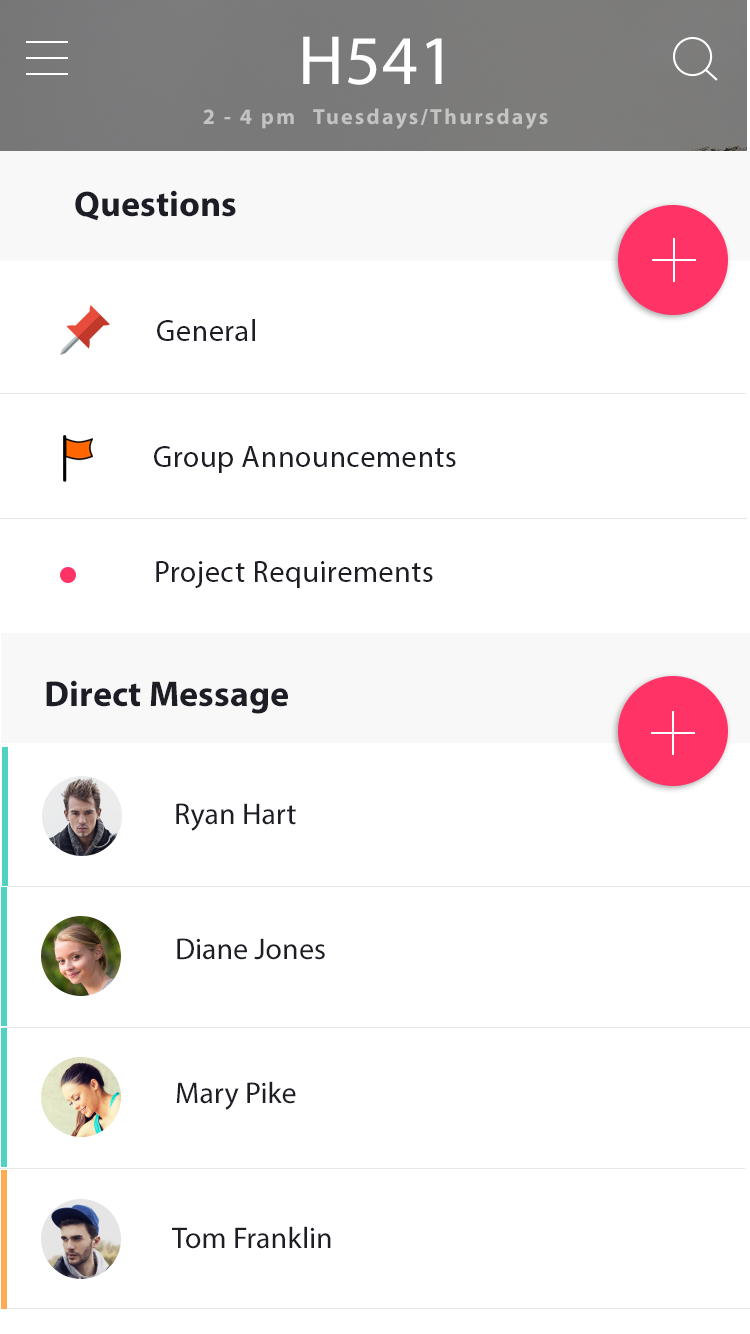 H541
2 - 4 pm Tuesdays/Thursdays
Questions
General
Group Announcements
Project Requirements
Direct Message
Ryan Hart
Diane Jones
Mary Pike
Tom Franklin